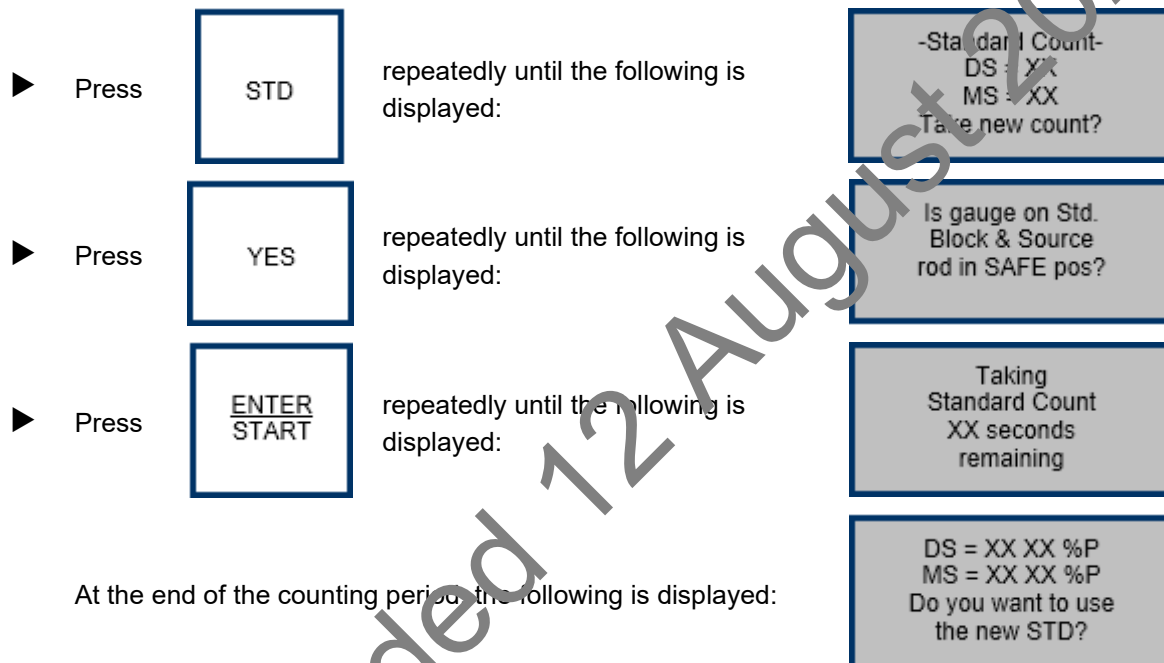 Press
STD
repeatedly until the following is
displayed:
-Standard Count-
DS = XX
MS = XX
Take new count?
Press
YES
repeatedly until the following is
displayed:
Is gauge on Std.
Block & Source
rod in SAFE pos?
Press
ENTER
START
repeatedly until the following is
displayed:
Taking
Standard Count
XX seconds
remaining
At the end of the counting period, the following is displayed:
DS = XX XX %P
MS = XX XX %P
Do you want to use
the new STD?
12 August